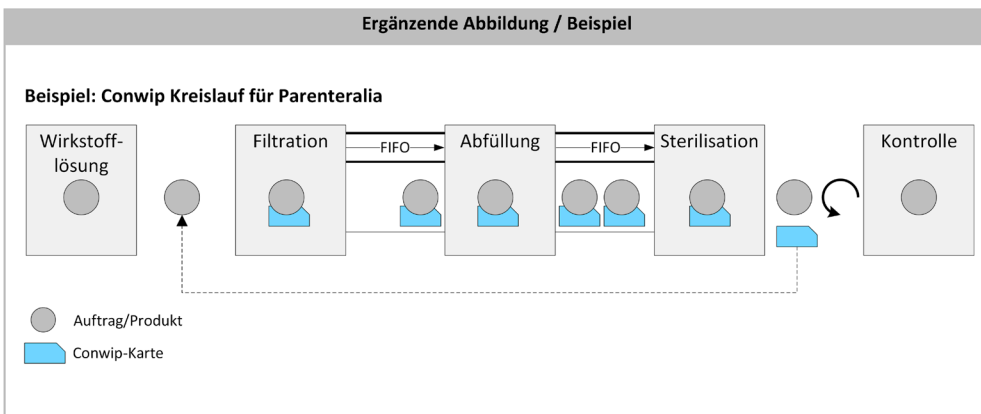 Ergänzende Abbildung / Beispiel
Beispiel: Conwip Kreislauf für Parenteralia
Wirkstoff-
lösung
Filtration
FIFO
Abfüllung
FIFO
Sterilisation
Kontrolle
Auftrag/Produkt
Conwip-Karte